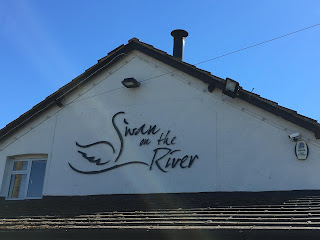 Swan
on the
River